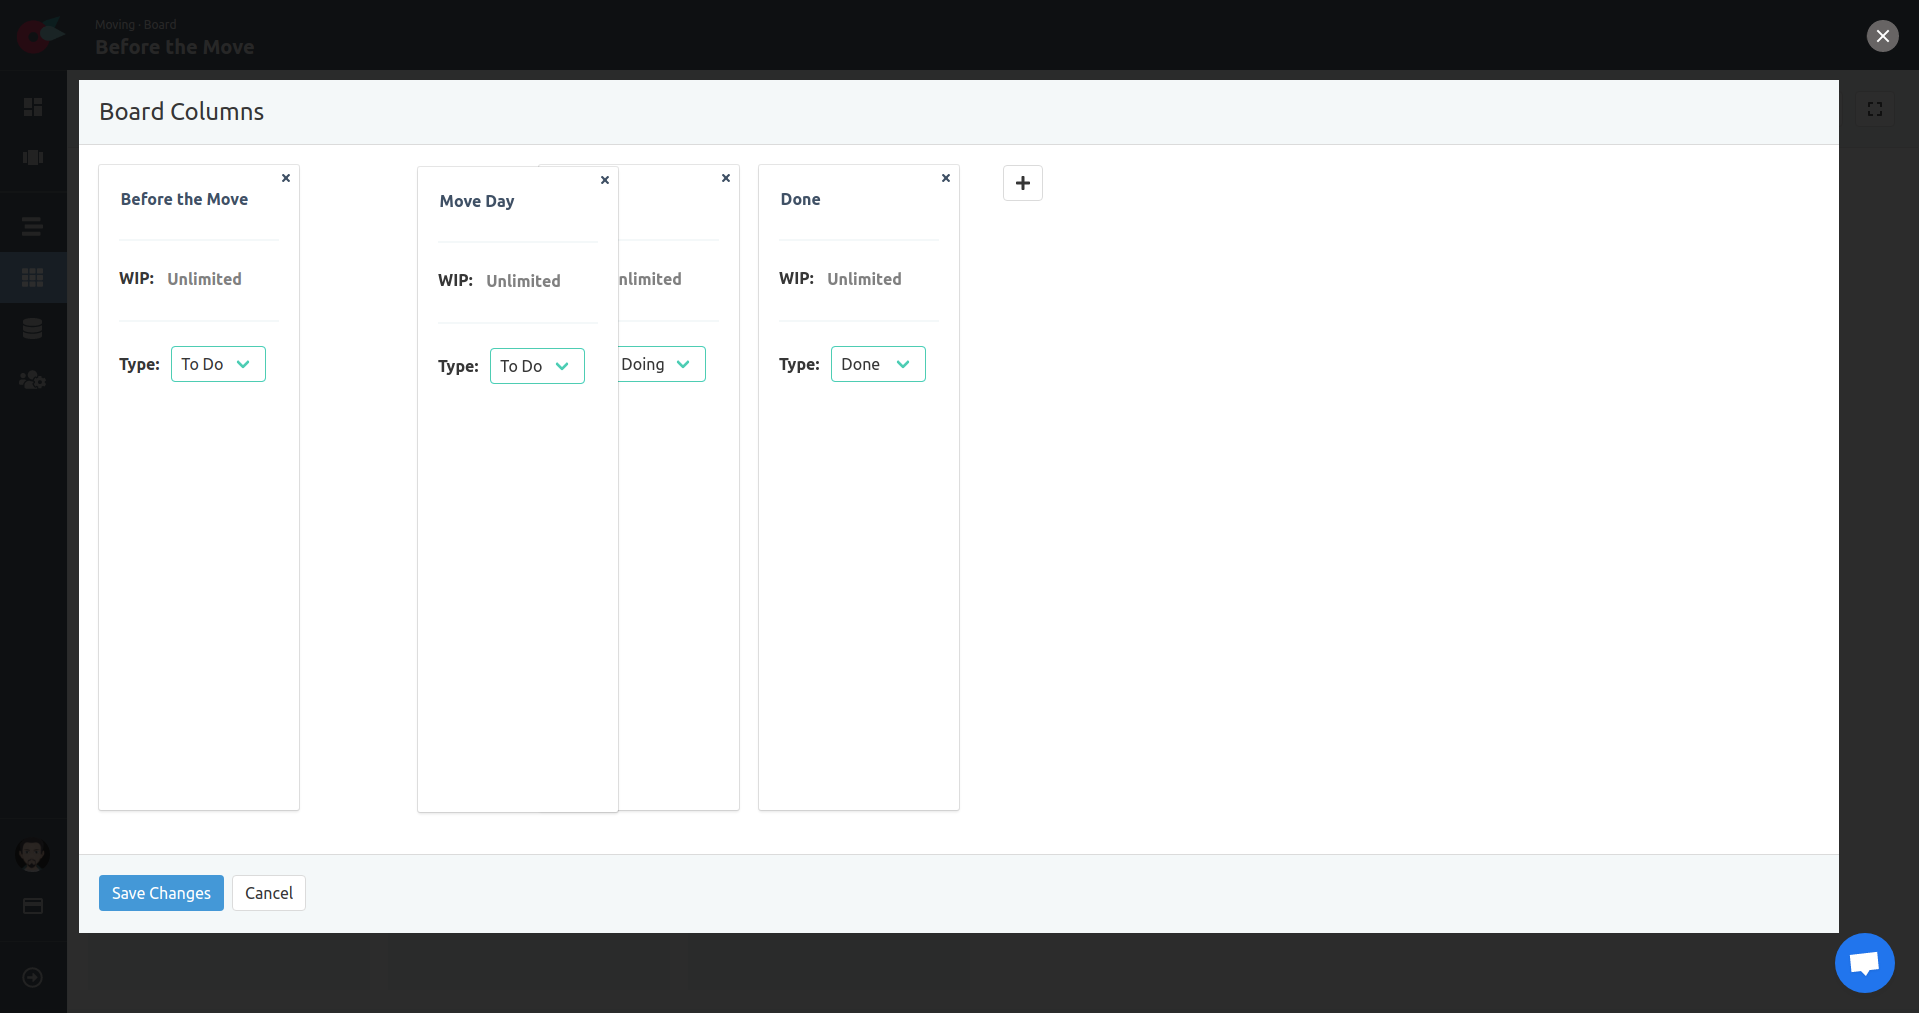 Moving · Board
Before the Move
Board Columns
Before the Move
WIP: Unlimited
Type: To Do
Move Day
WIP: Unlimited
Type: To Do
nlimited
Doing
Done
WIP: Unlimited
Type: Done
Save Changes
Cancel